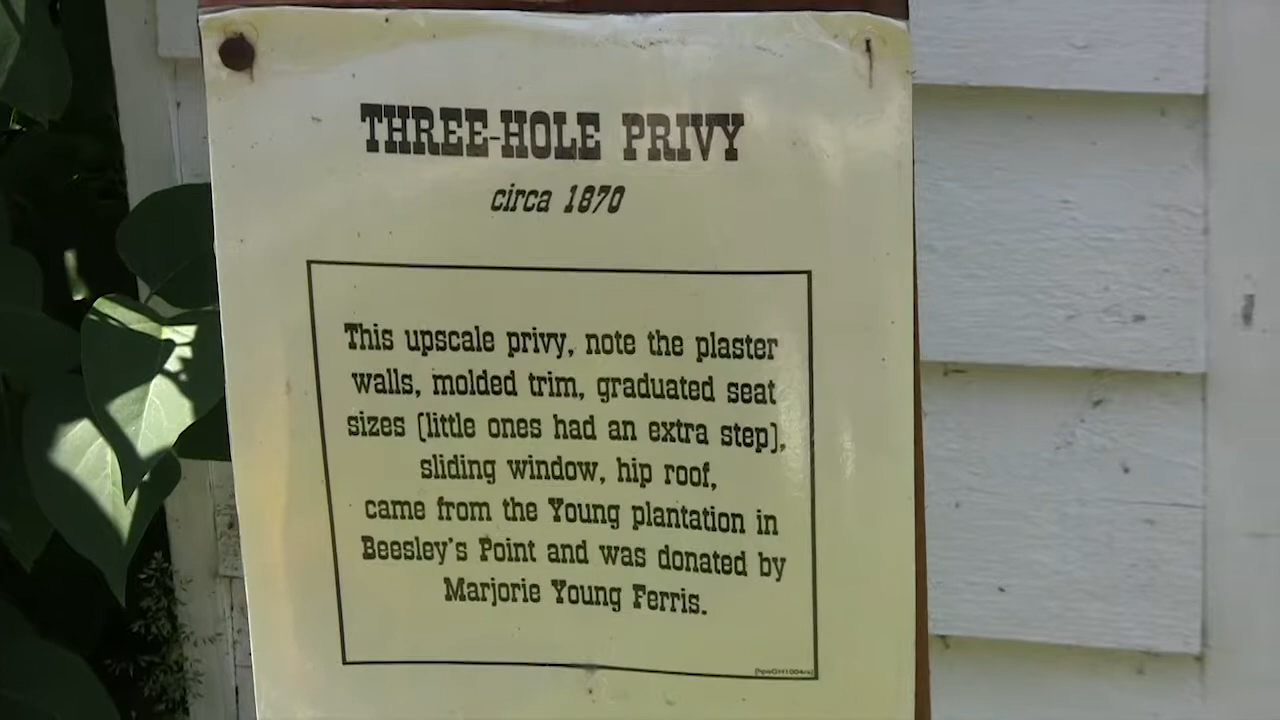 THREE-HOLE PRIVY
circa 1870
This upscale privy, note the plaster
walls, molded trim, graduated seat
sizes (little ones had an extra step),
sliding window, hip roof,
came from the Young plantation in
Beesley's Point and was donated by
Marjorie Young Ferris.